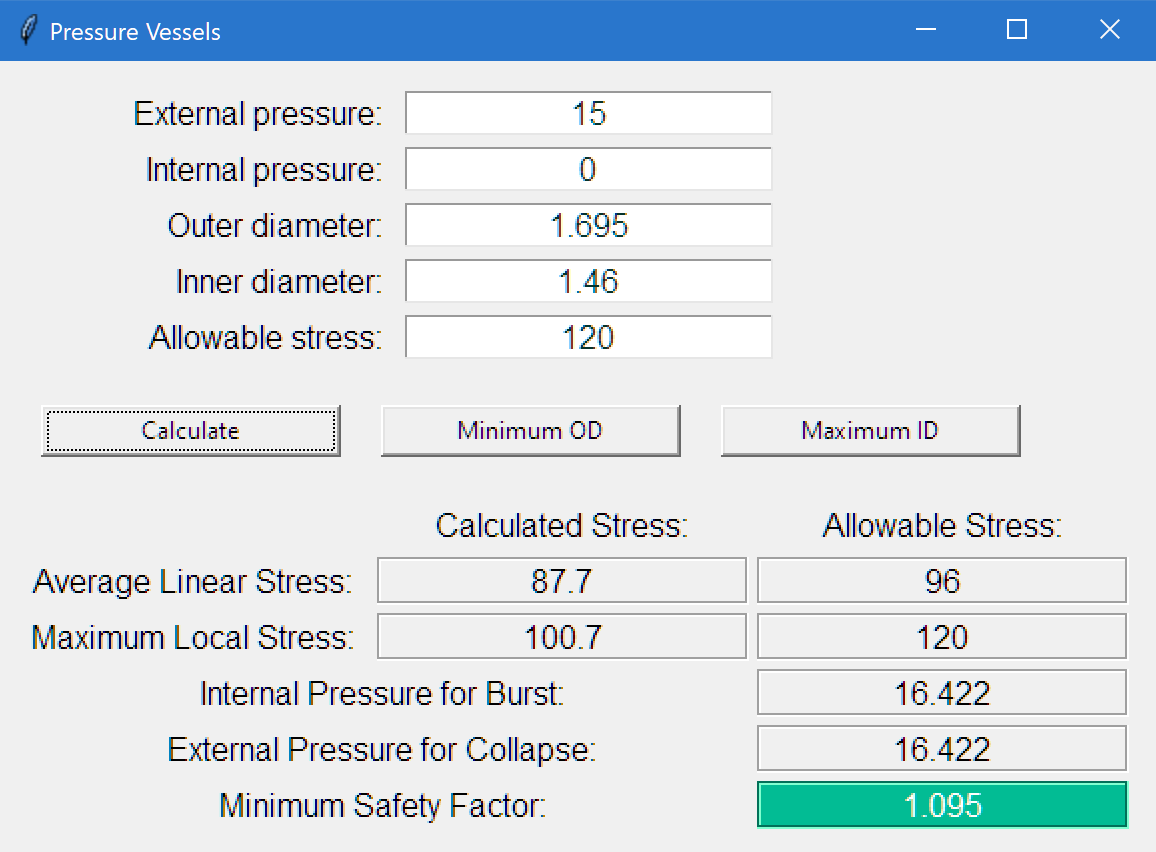 Pressure Vessels
External pressure: 15
Internal pressure: 0
Outer diameter: 1.695
Inner diameter: 1.46
Allowable stress: 120
Calculate Minimum OD Maximum ID
Calculated Stress: Allowable Stress:
Average Linear Stress: 87.7 96
Maximum Local Stress: 100.7 120
Internal Pressure for Burst: 16.422
External Pressure for Collapse: 16.422
Minimum Safety Factor: 1.095